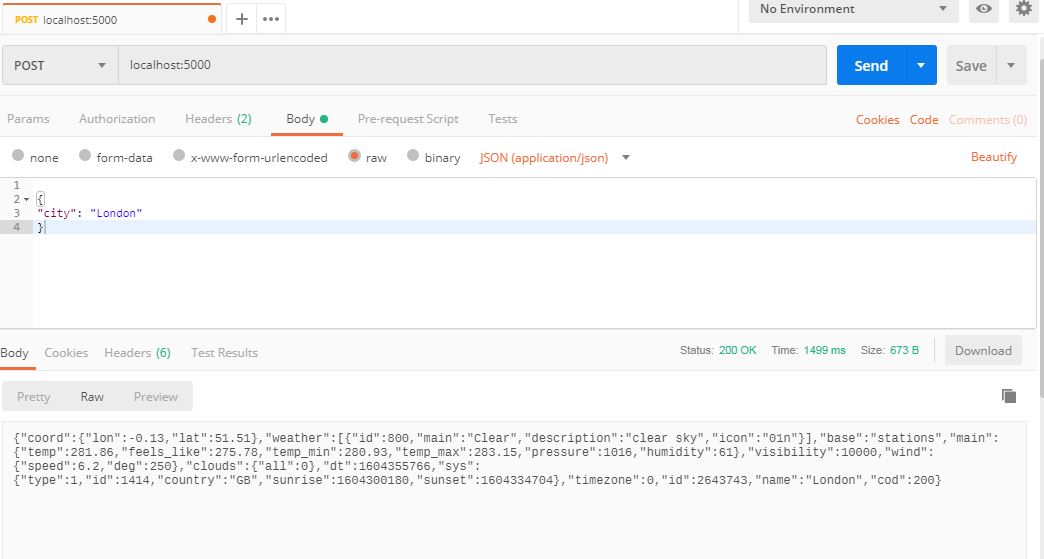 POST localhost:5000 + ••• No Environment
POST localhost:5000 Send Save
Params Authorization Headers (2) Body Pre-request Script Tests Cookies Code Comments (0)
none form-data x-www-form-urlencoded raw binary JSON (application/json) Beautify
1
2 {
3 "city": "London"
4 }
Body Cookies Headers (6) Test Results Status: 200 OK Time: 1499 ms Size: 673 B Download
Pretty Raw Preview
{"coord":{"lon":-0.13,"lat":51.51},"weather":[{"id":800,"main":"Clear","description":"clear sky","icon":"01n"}],"base":"stations","main":
{"temp":281.86,"feels_like":275.78,"temp_min":280.93,"temp_max":283.15,"pressure":1016,"humidity":61},"visibility":10000,"wind":
{"speed":6.2,"deg":250},"clouds":{"all":0},"dt":1604355766,"sys":
{"type":1,"id":1414,"country":"GB","sunrise":1604300180,"sunset":1604334704},"timezone":0,"id":2643743,"name":"London","cod":200}